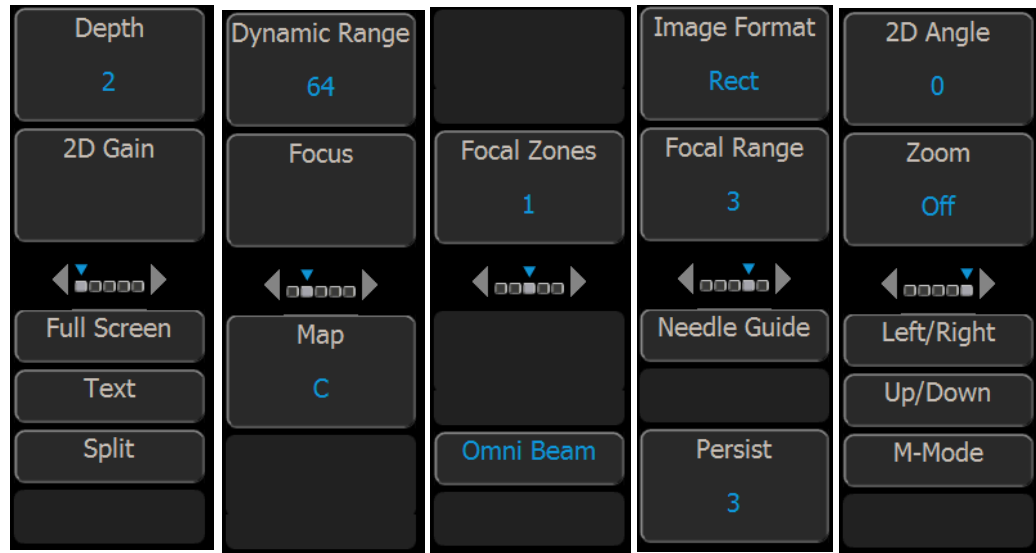 Depth
2
2D Gain
Full Screen
Text
Split
Dynamic Range
64
Focus
Map
C
Focal Zones
1
Omni Beam
Image Format
Rect
Focal Range
3
Needle Guide
Persist
3
2D Angle
0
Zoom
Off
Left/Right
Up/Down
M-Mode